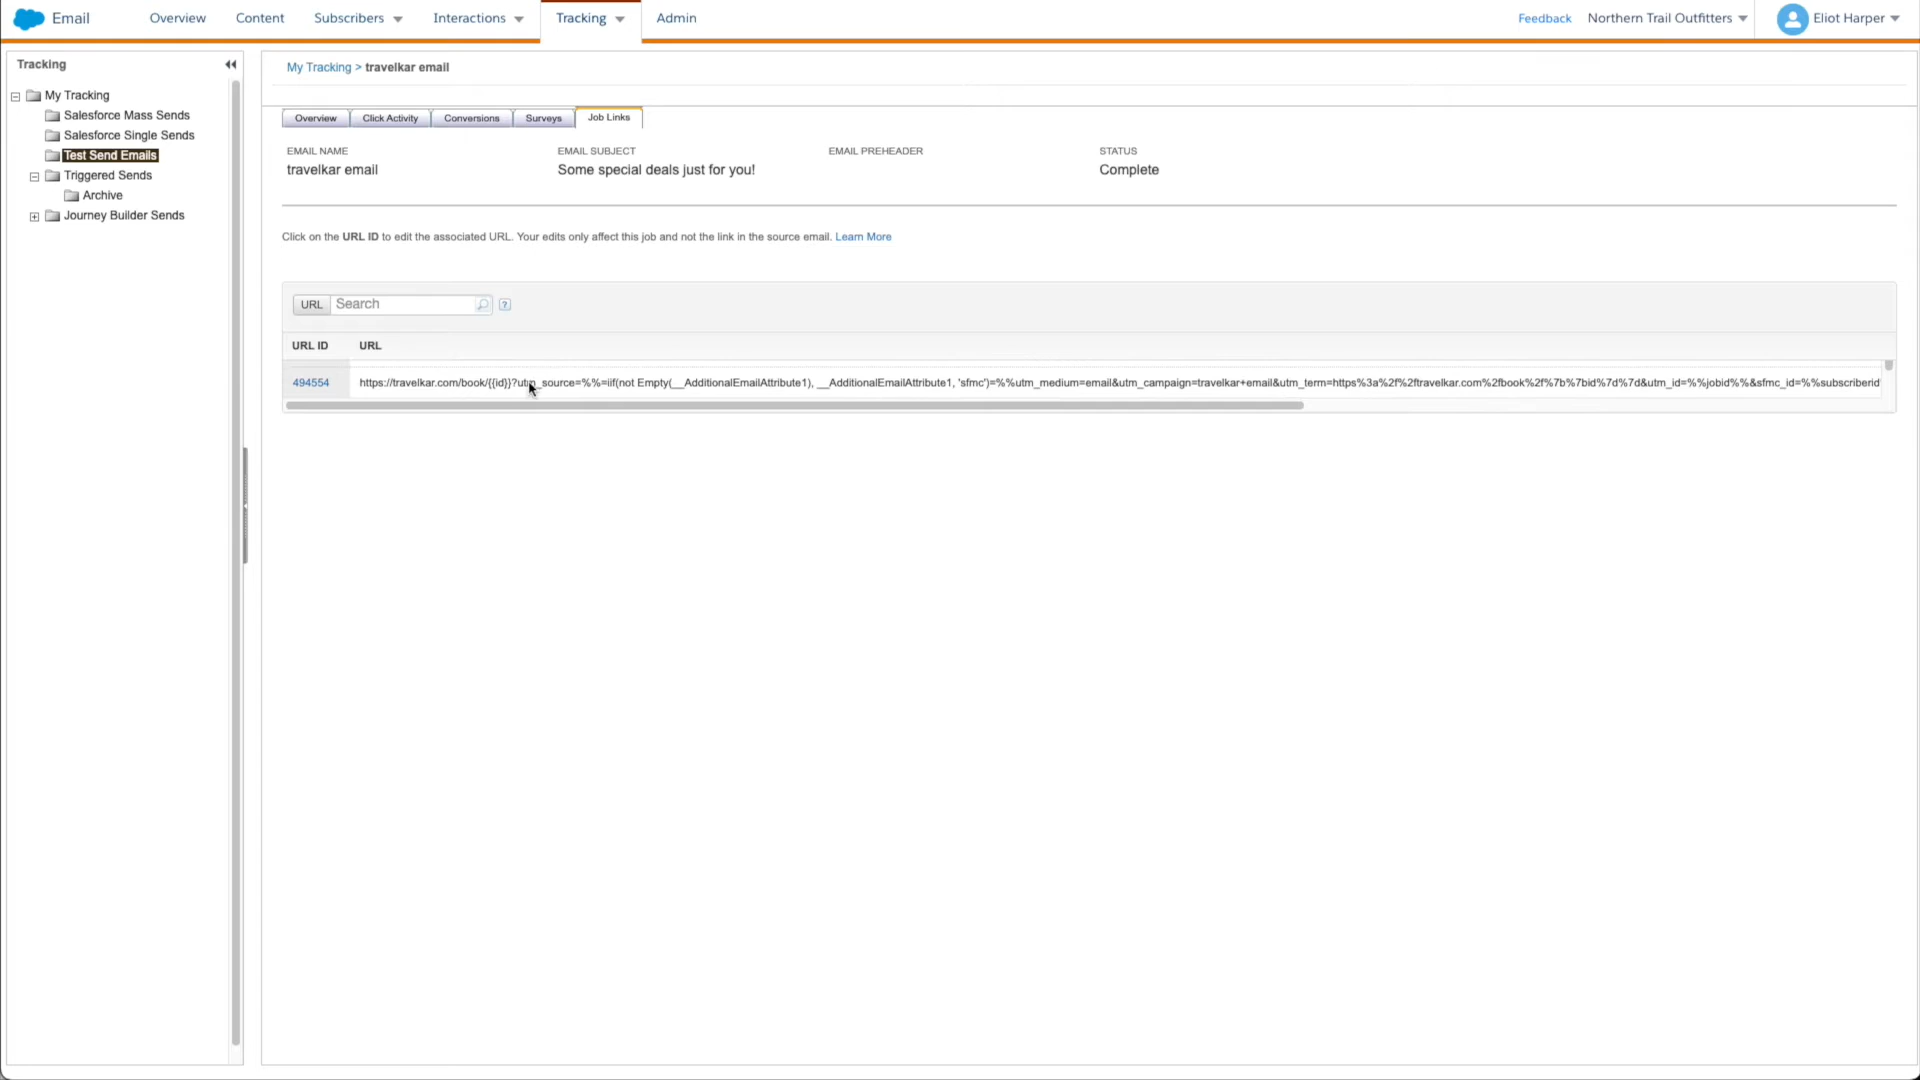 Email
Overview
Content
Subscribers
Interactions
Tracking
Admin
Feedback
Northern Trail Outfitters
Eliot Harper
Tracking
My Tracking
Salesforce Mass Sends
Salesforce Single Sends
Test Send Emails
Triggered Sends
Archive
Journey Builder Sends
My Tracking > travelkar email
Overview
Click Activity
Conversions
Surveys
Job Links
EMAIL NAME
travelkar email
EMAIL SUBJECT
Some special deals just for you!
EMAIL PREHEADER
STATUS
Complete
Click on the URL ID to edit the associated URL. Your edits only affect this job and not the link in the source email. Learn More
URL
Search
?
URL ID
URL
494554
https://travelkar.com/book/{{id}}?utm_source=%%=iif(not Empty(__AdditionalEmailAttribute1), __AdditionalEmailAttribute1, 'sfmc')=%%utm_medium=email&utm_campaign=travelkar+email&utm_term=https%3a%2f%2ftravelkar.com%2fbook%2f%7b%7bid%7d%7d&utm_id=%%jobid%%&sfmc_id=%%subscriberid